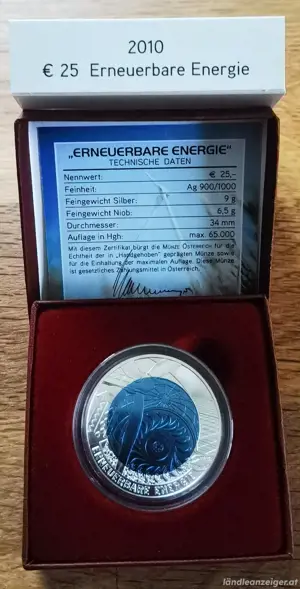 2010
€ 25 Erneuerbare Energie
„ERNEUERBARE ENERGIE"
TECHNISCHE DATEN
Nennwert: € 25,–
Feinheit: Ag 900/1000
Feingewicht Silber: 9 g
Feingewicht Niob: 6,5 g
Durchmesser: 34 mm
Auflage in Hgh: max. 65.000
Mit diesem Zertifikat bürgt die Münze Österreich für die
Echtheit der in „Handgehoben" geprägten Münze sowie
für die Einhaltung der maximalen Auflage. Diese Münze
ist gesetzliches Zahlungsmittel in Österreich.
ERNEUERBARE ENERGIE
ländleanzeiger.at